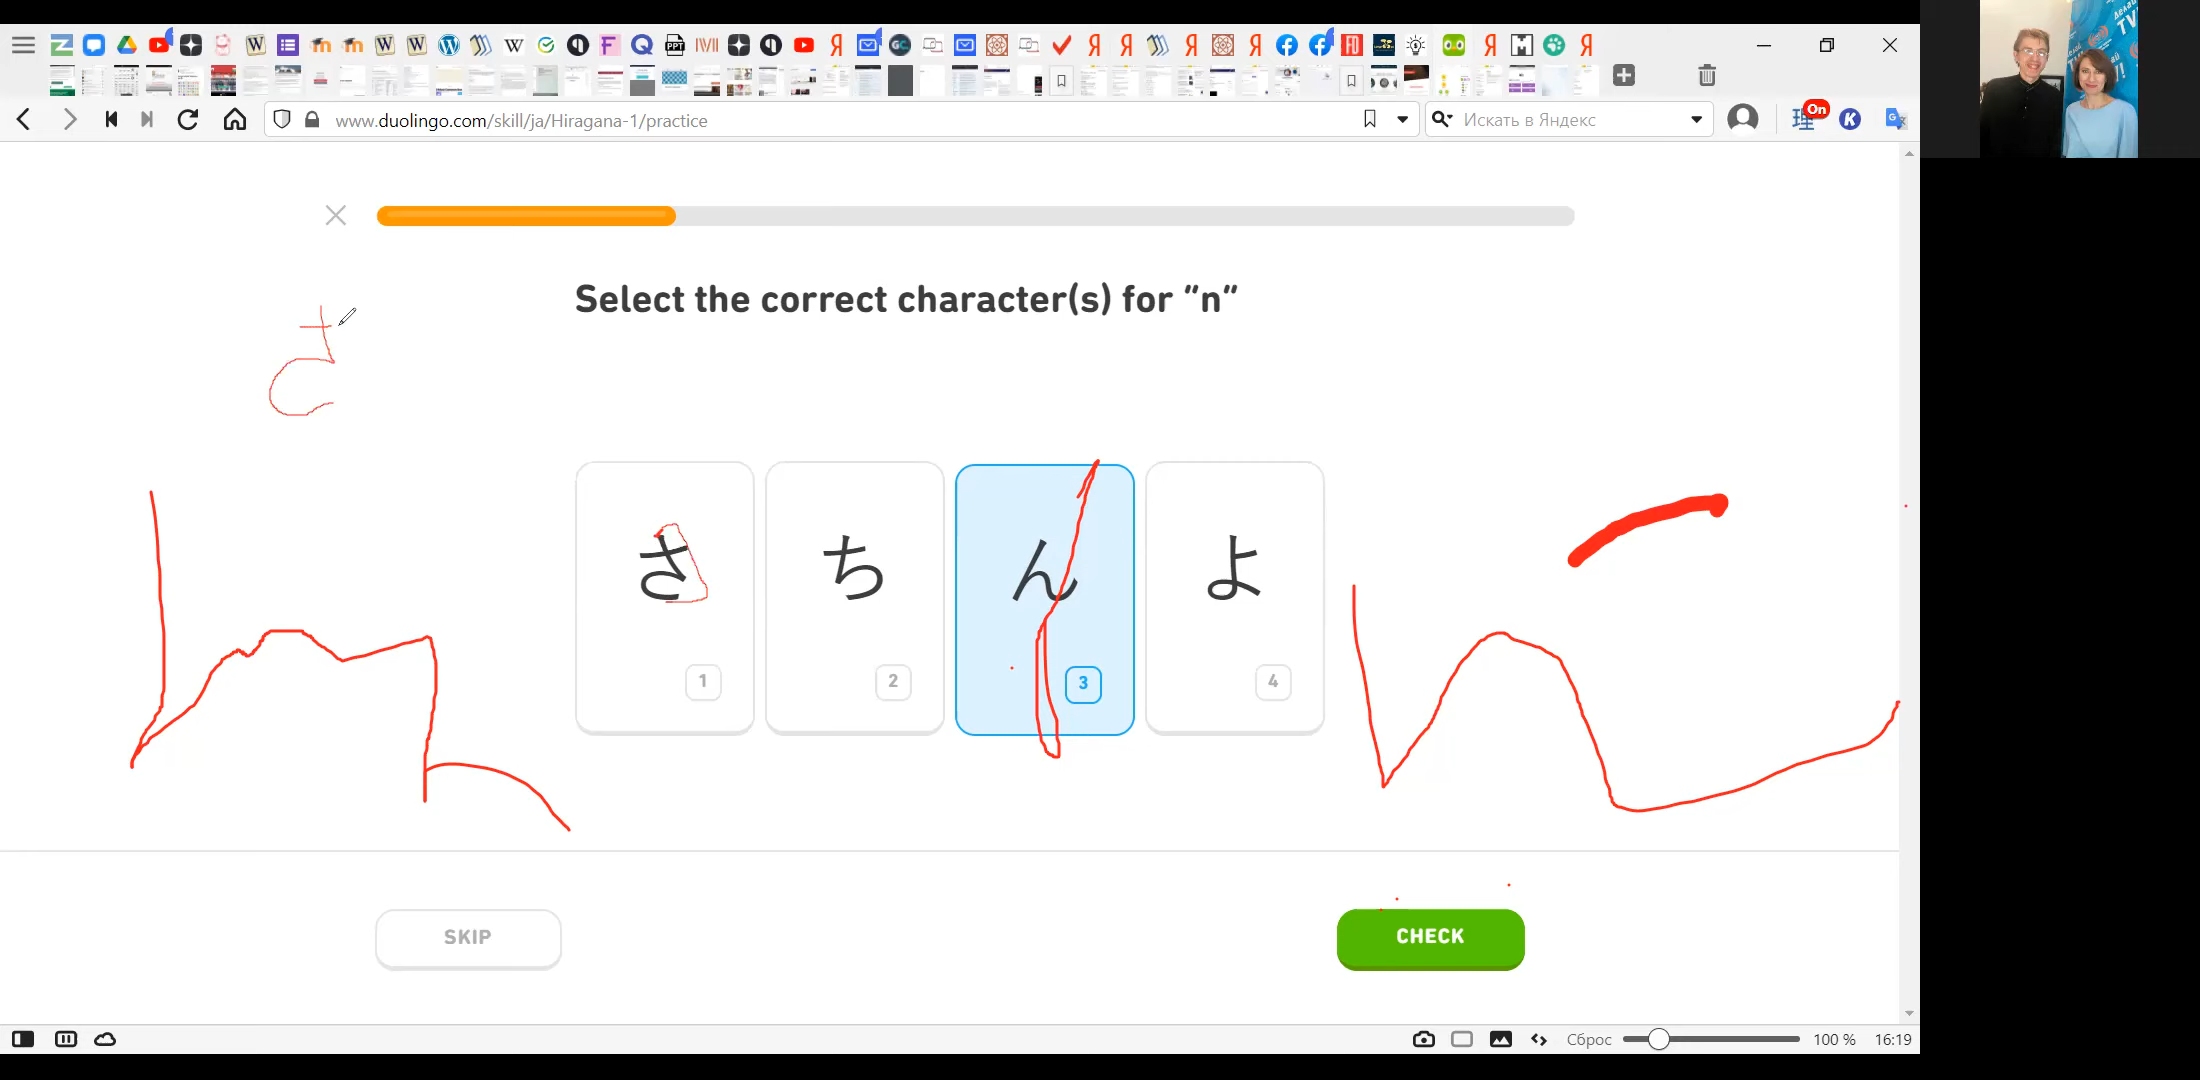 www.duolingo.com/skill/ja/Hiragana-1/practice
Искать в Яндекс
On
Select the correct character(s) for "n"
さ
1
ち
2
ん
3
よ
4
SKIP
CHECK
Сброс
100 %
16:19